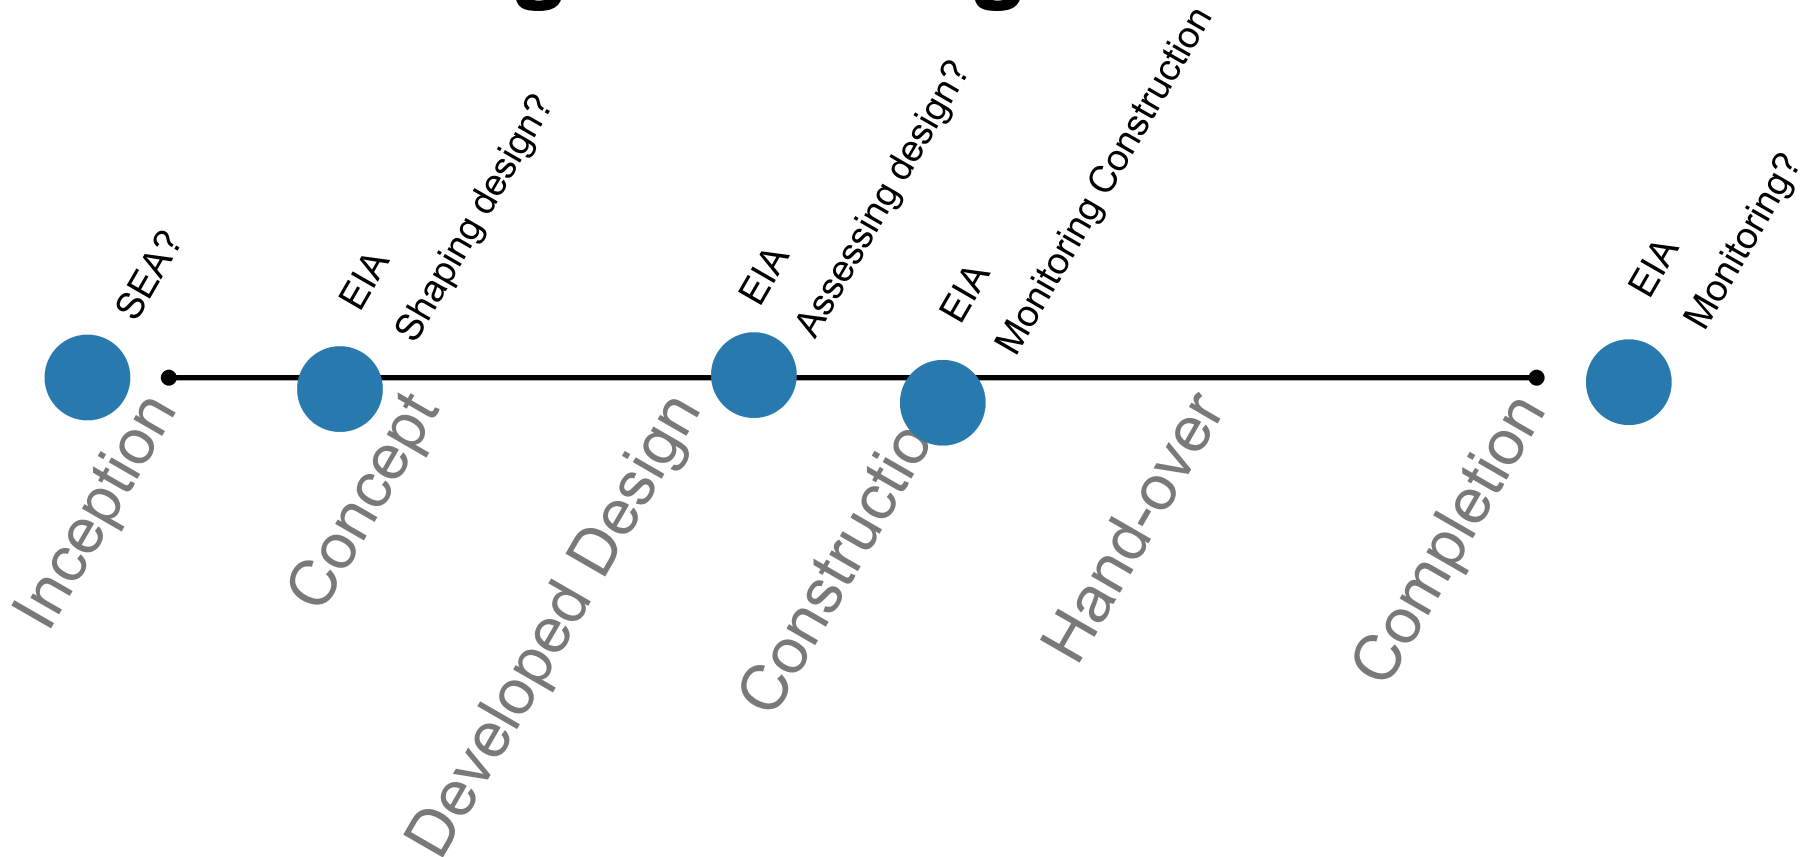 SEA?
EIA
Shaping design?
EIA
Assessing design?
EIA
Monitoring Construction
EIA
Monitoring?
Inception
Concept
Developed Design
Constructio
Hand-over
Completion